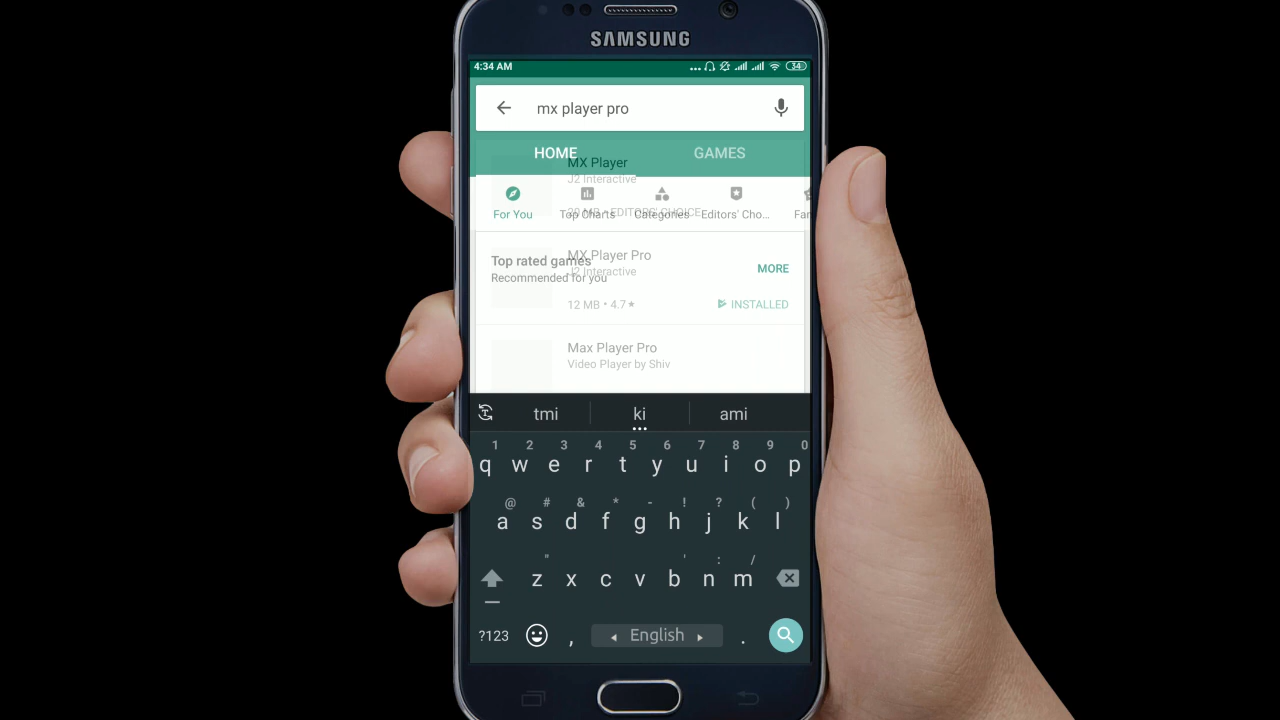 SAMSUNG
4:34 AM
34
mx player pro
HOME GAMES
MX Player
J2 Interactive
For You Top Charts Categories Editors' Cho... Far
EDITORS' CHOICE
MX Player Pro
Top rated games
J2 Interactive
Recommended for you
MORE
12 MB • 4.7★ INSTALLED
Max Player Pro
Video Player by Shiv
tmi ki ami
1 2 3 4 5 6 7 8 9 0
q w e r t y u i o p
@ # & * - ! ? ( )
a s d f g h j k l
" ' : /
z x c v b n m
?123 , English .